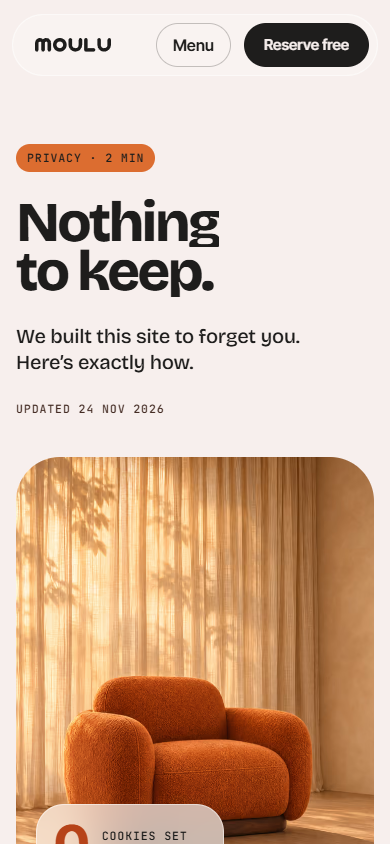 MOULU
Menu
Reserve free
PRIVACY · 2 MIN
Nothing
to keep.
We built this site to forget you.
Here's exactly how.
UPDATED 24 NOV 2026
0
COOKIES SET